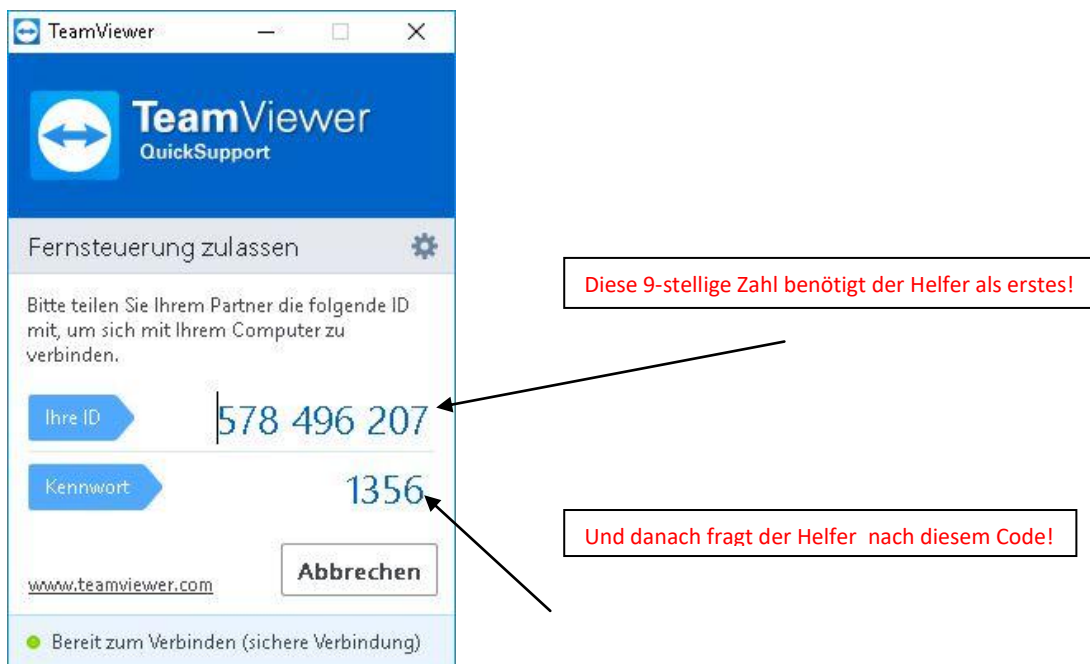 TeamViewer
TeamViewer
QuickSupport
Fernsteuerung zulassen
Diese 9-stellige Zahl benötigt der Helfer als erstes!
Bitte teilen Sie Ihrem Partner die folgende ID
mit, um sich mit Ihrem Computer zu
verbinden.
Ihre ID 578 496 207
Kennwort 1356
Und danach fragt der Helfer nach diesem Code!
www.teamviewer.com Abbrechen
Bereit zum Verbinden (sichere Verbindung)